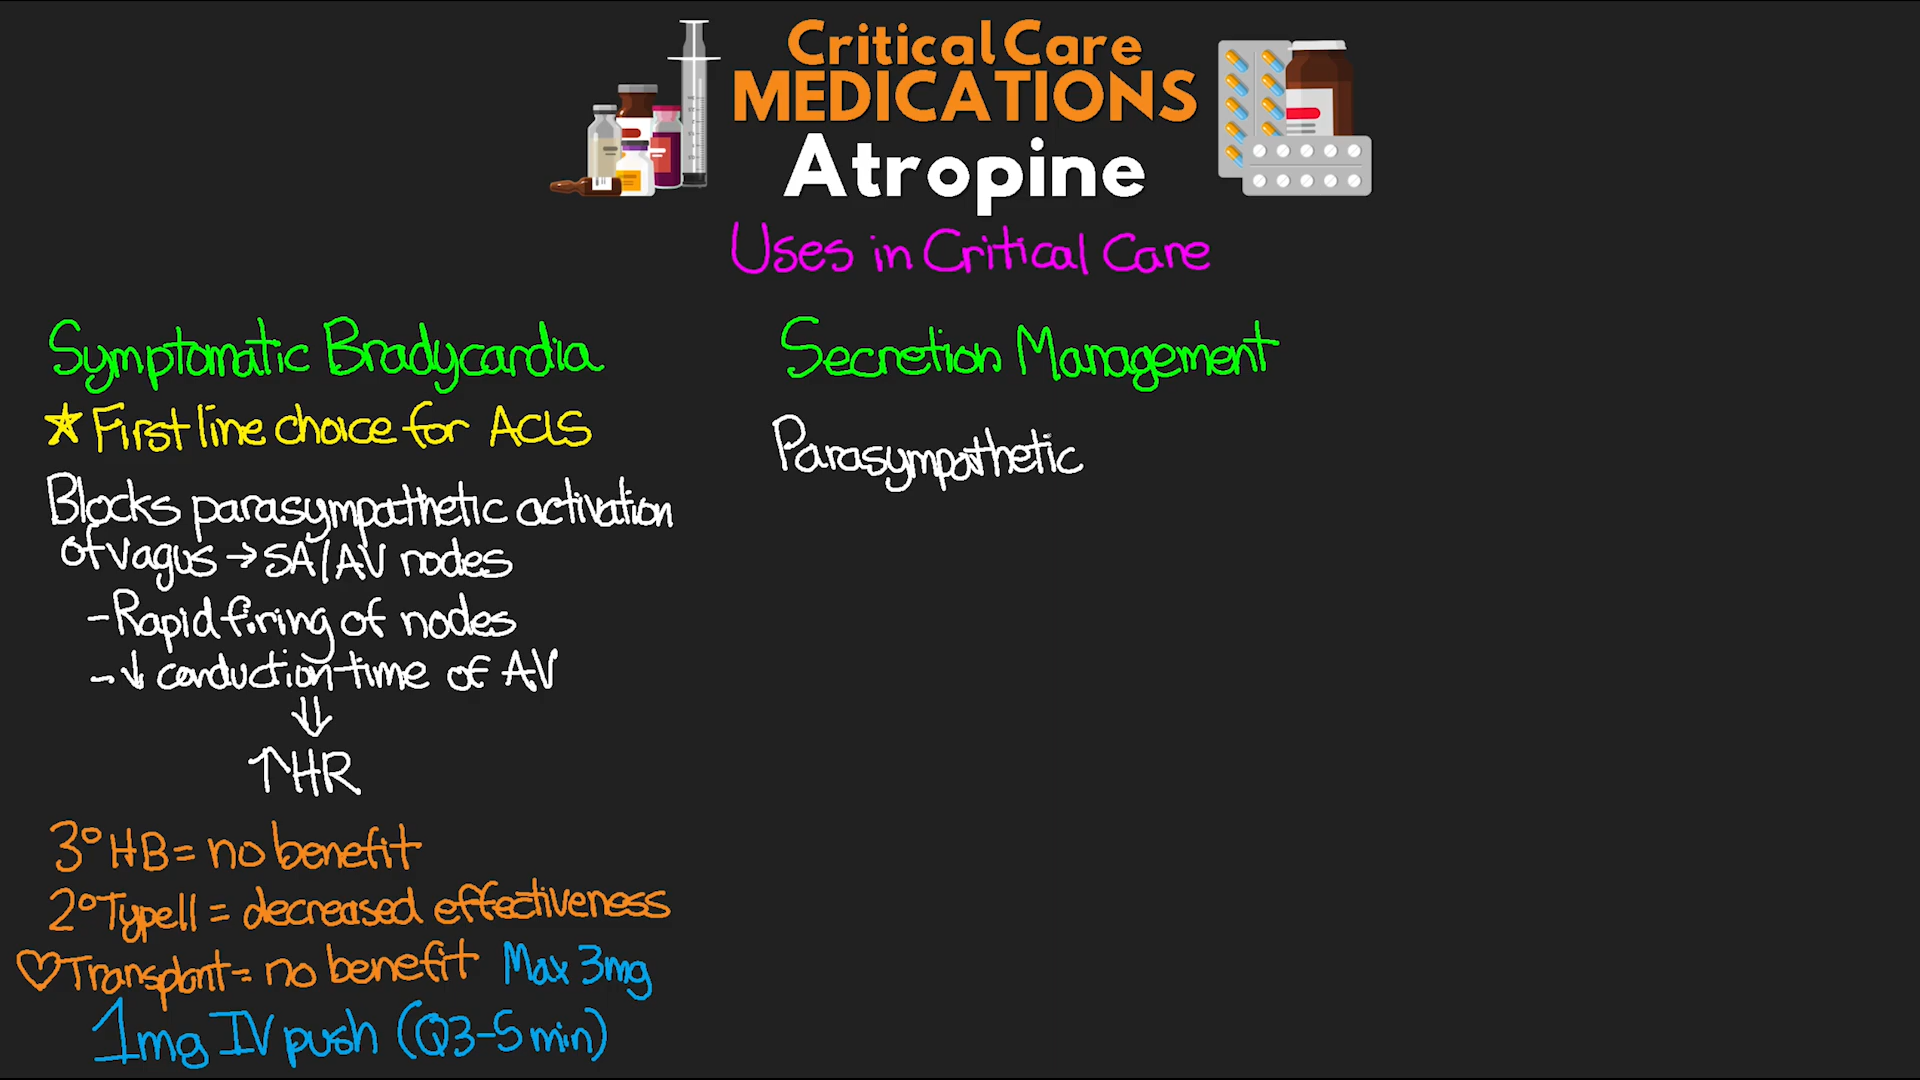 Critical Care
MEDICATIONS
Atropine
Uses in Critical Care
Symptomatic Bradycardia
☆ First line choice for ACLS
Blocks parasympathetic activation
of vagus → SA/AV nodes
- Rapid firing of nodes
- ↓ conduction time of AV
⇓
↑HR
3° HB = no benefit
2° Type II = decreased effectiveness
♡ Transplant = no benefit
Max 3mg
1mg IV push (Q3-5 min)
Secretion Management
Parasympathetic